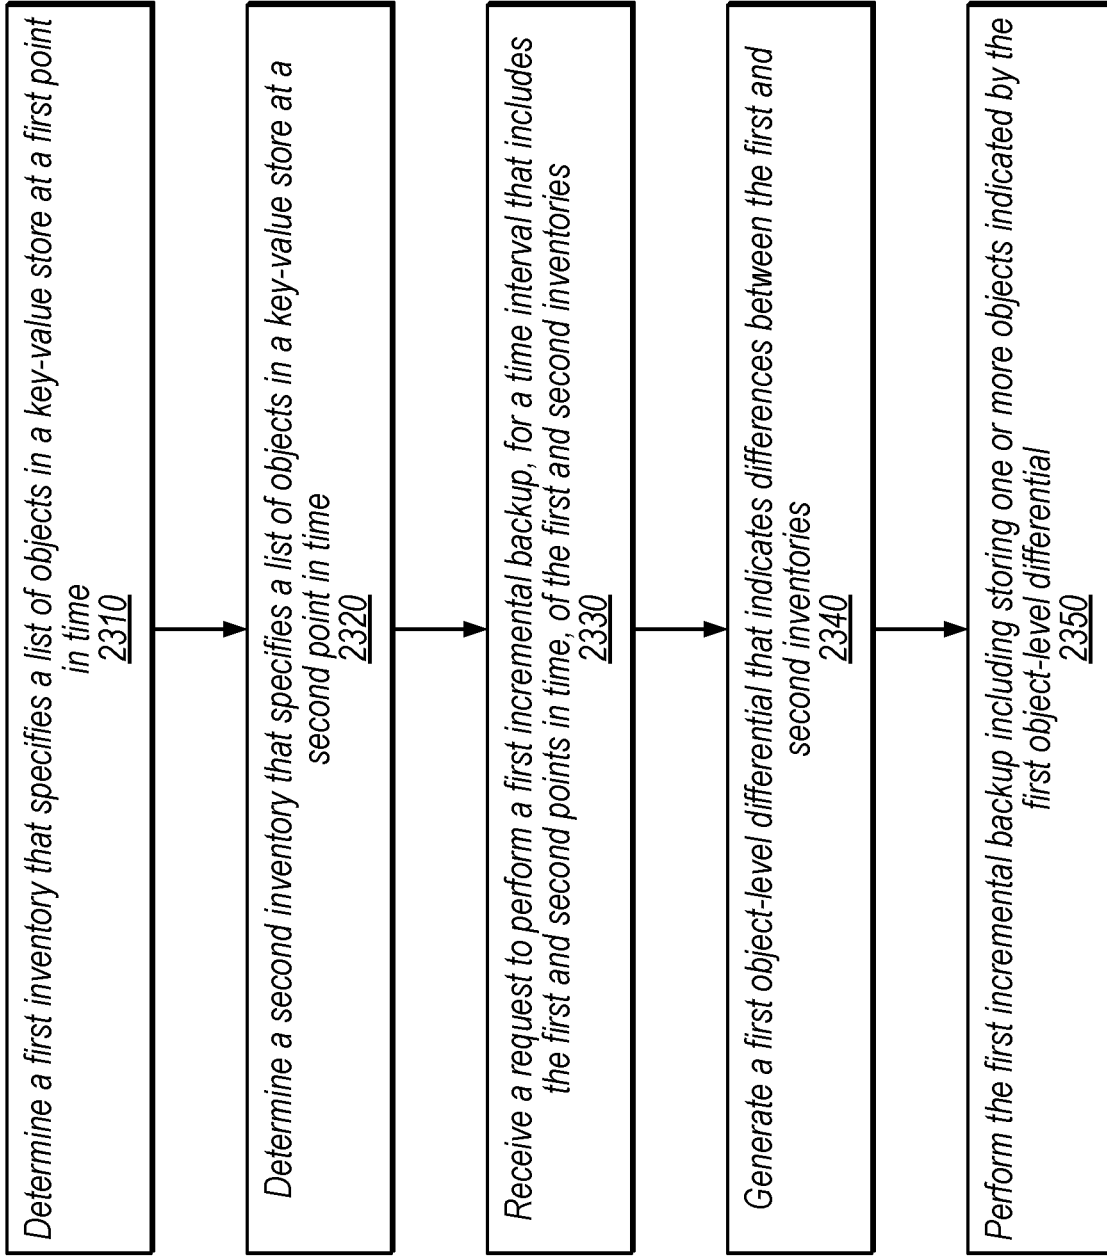 Determine a first inventory that specifies a list of objects in a key-value store at a first point
in time
2310
Determine a second inventory that specifies a list of objects in a key-value store at a
second point in time
2320
Receive a request to perform a first incremental backup, for a time interval that includes
the first and second points in time, of the first and second inventories
2330
Generate a first object-level differential that indicates differences between the first and
second inventories
2340
Perform the first incremental backup including storing one or more objects indicated by the
first object-level differential
2350